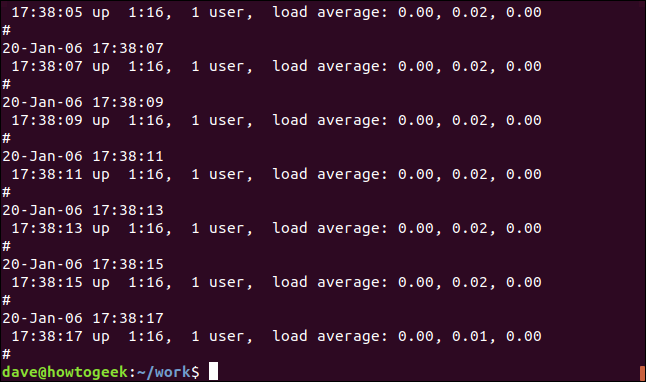 17:38:05 up  1:16,  1 user,  load average: 0.00, 0.02, 0.00
#
20-Jan-06 17:38:07
 17:38:07 up  1:16,  1 user,  load average: 0.00, 0.02, 0.00
#
20-Jan-06 17:38:09
 17:38:09 up  1:16,  1 user,  load average: 0.00, 0.02, 0.00
#
20-Jan-06 17:38:11
 17:38:11 up  1:16,  1 user,  load average: 0.00, 0.02, 0.00
#
20-Jan-06 17:38:13
 17:38:13 up  1:16,  1 user,  load average: 0.00, 0.02, 0.00
#
20-Jan-06 17:38:15
 17:38:15 up  1:16,  1 user,  load average: 0.00, 0.02, 0.00
#
20-Jan-06 17:38:17
 17:38:17 up  1:16,  1 user,  load average: 0.00, 0.01, 0.00
#
dave@howtogeek:~/work$